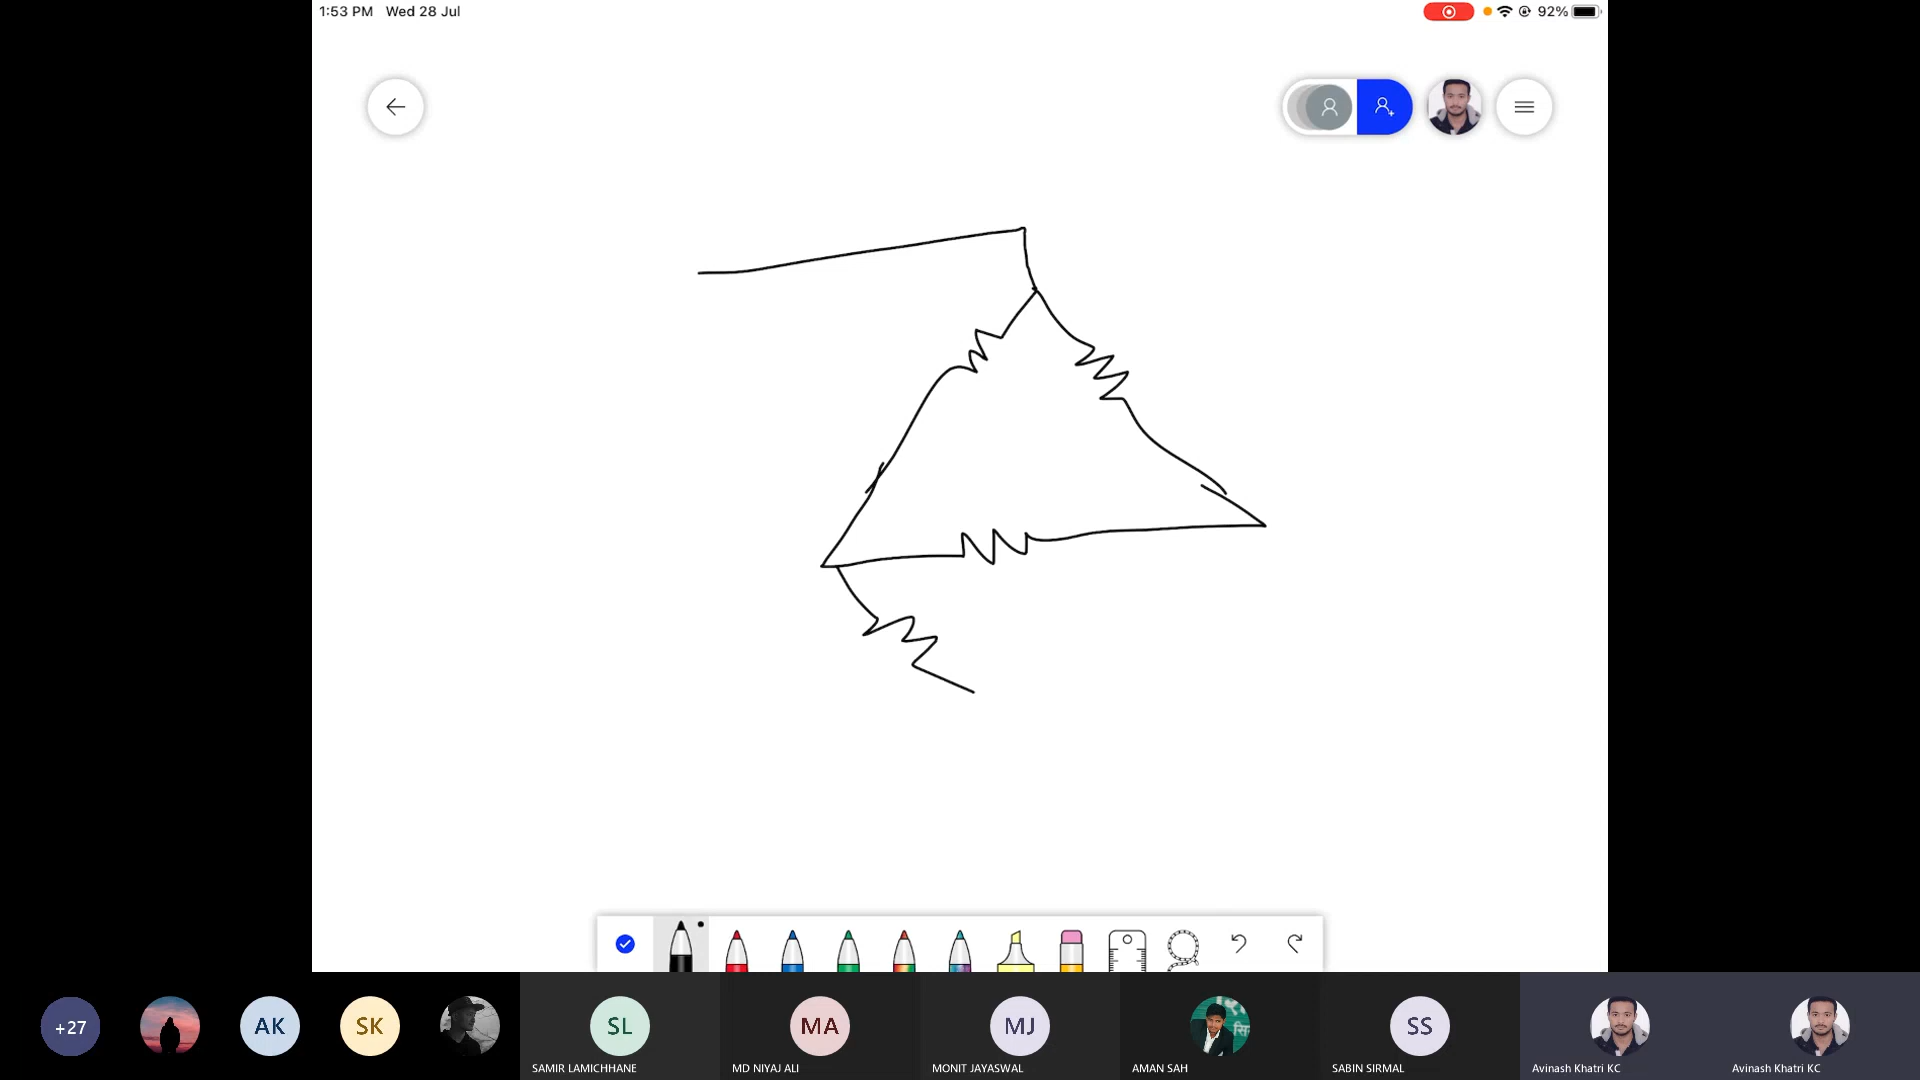 1:53 PM Wed 28 Jul
92%
+27
AK
SK
SL
MA
MJ
सि
SS
SAMIR LAMICHHANE
MD NIYAJ ALI
MONIT JAYASWAL
AMAN SAH
SABIN SIRMAL
Avinash Khatri KC
Avinash Khatri KC